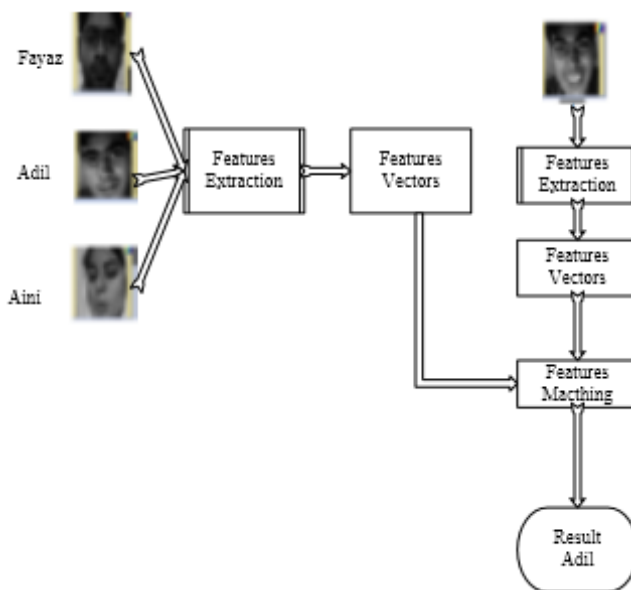 Fayaz
Adil
Aini
Features
Extraction
Features
Vectors
Features
Extraction
Features
Vectors
Features
Macthing
Result
Adil